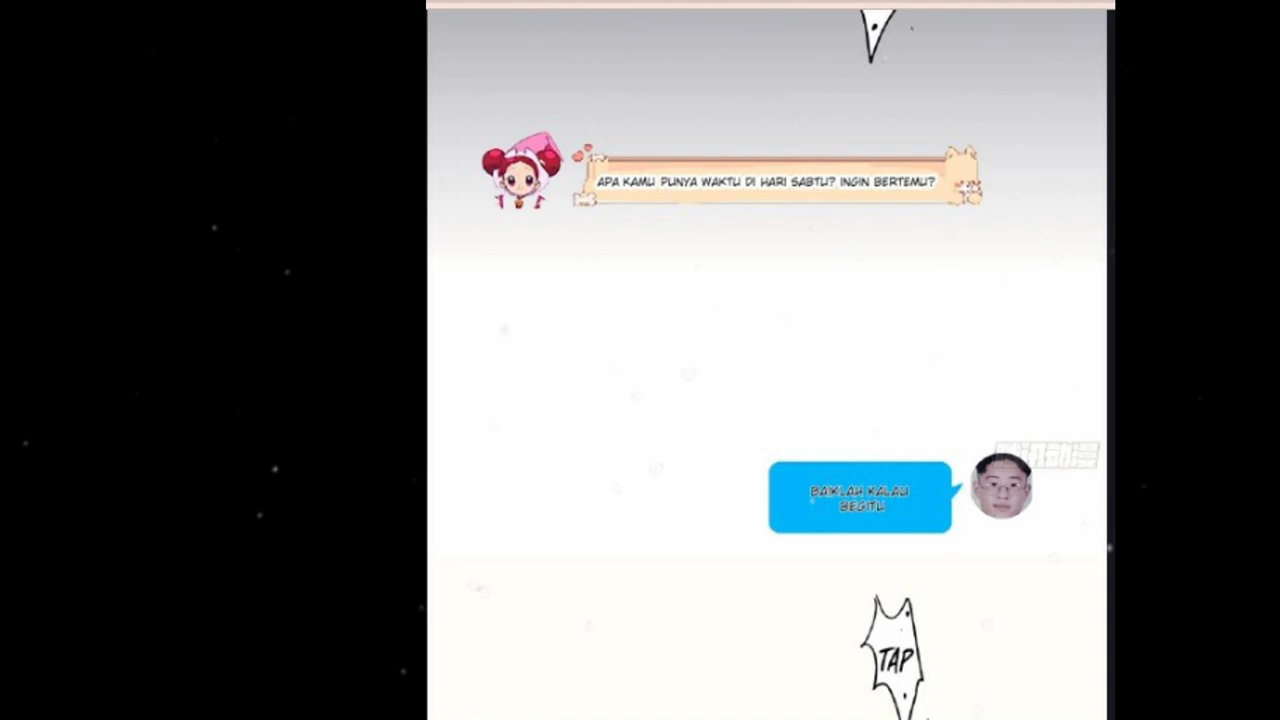 APA KAMU PUNYA WAKTU DI HARI SABTU? INGIN BERTEMU?
BAIKLAH KALAU
BEGITU
TAP